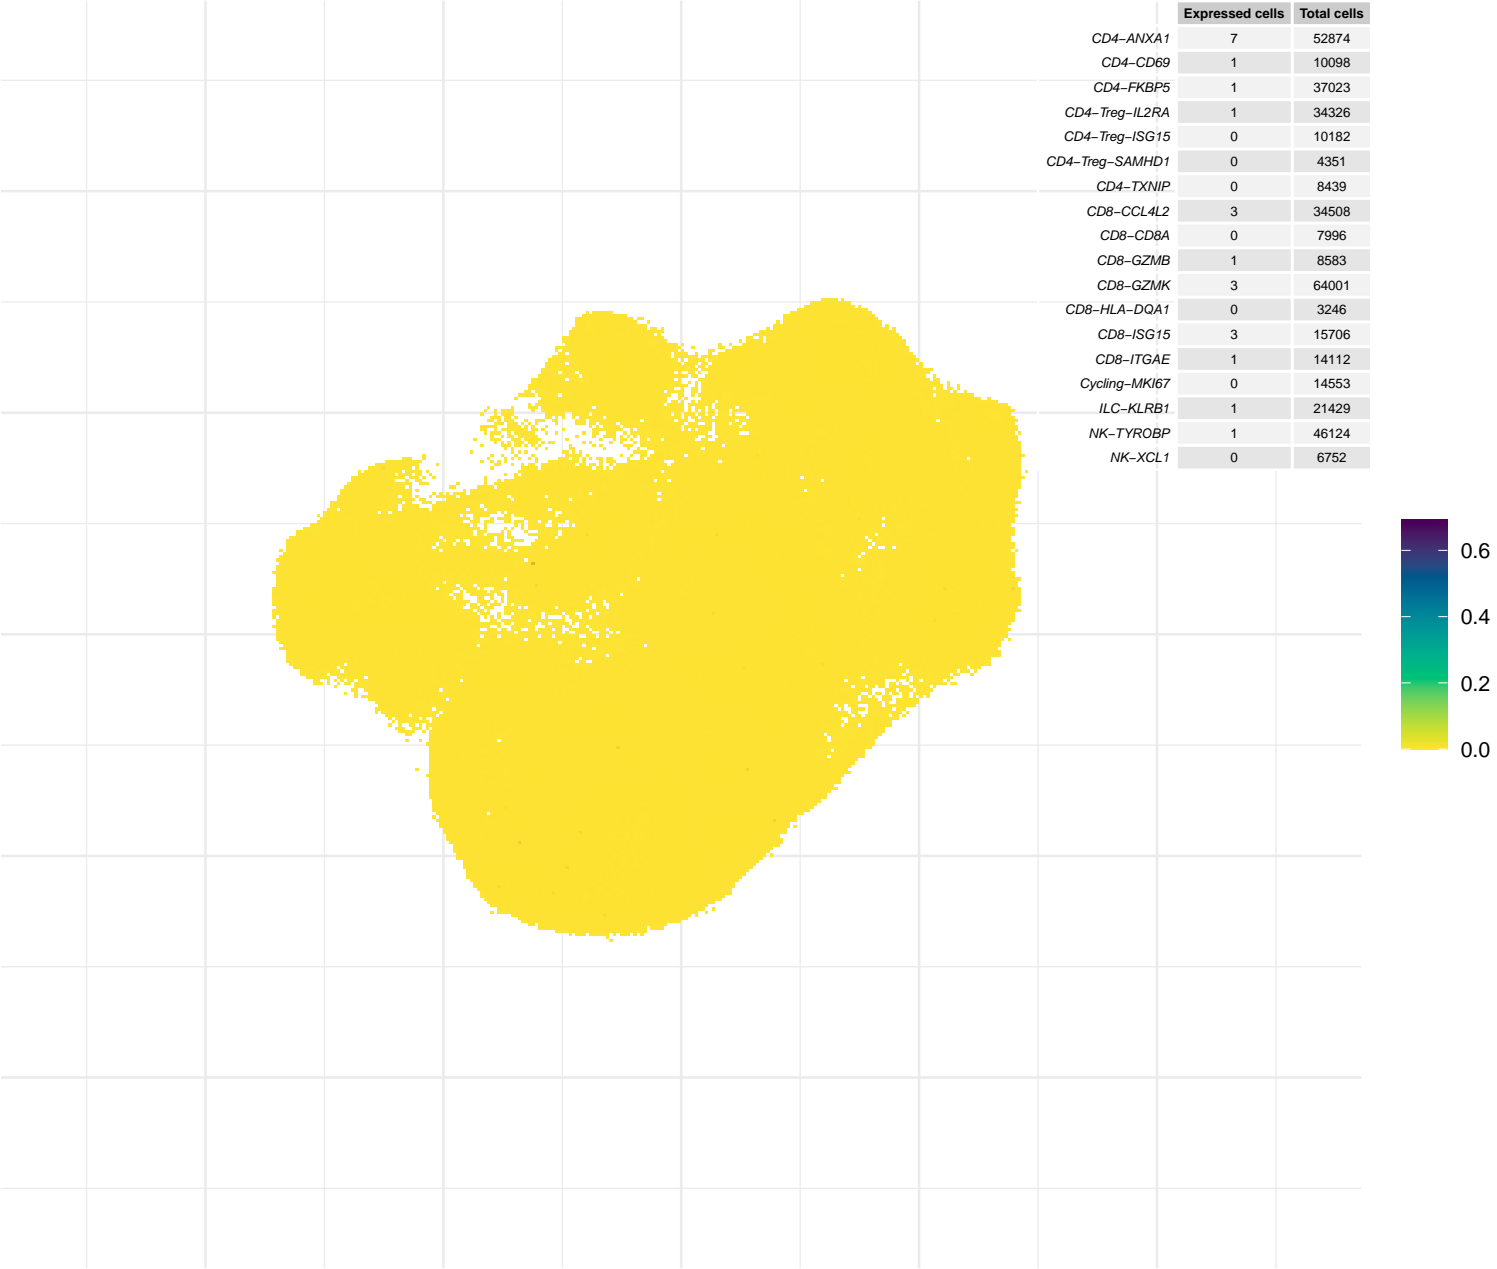 Expressed cells Total cells
CD4−ANXA1 7 52874
CD4−CD69 1 10098
CD4−FKBP5 1 37023
CD4−Treg−IL2RA 1 34326
CD4−Treg−ISG15 0 10182
CD4−Treg−SAMHD1 0 4351
CD4−TXNIP 0 8439
CD8−CCL4L2 3 34508
CD8−CD8A 0 7996
CD8−GZMB 1 8583
CD8−GZMK 3 64001
CD8−HLA−DQA1 0 3246
CD8−ISG15 3 15706
CD8−ITGAE 1 14112
Cycling−MKI67 0 14553
ILC−KLRB1 1 21429
NK−TYROBP 1 46124
NK−XCL1 0 6752
0.6
0.4
0.2
0.0